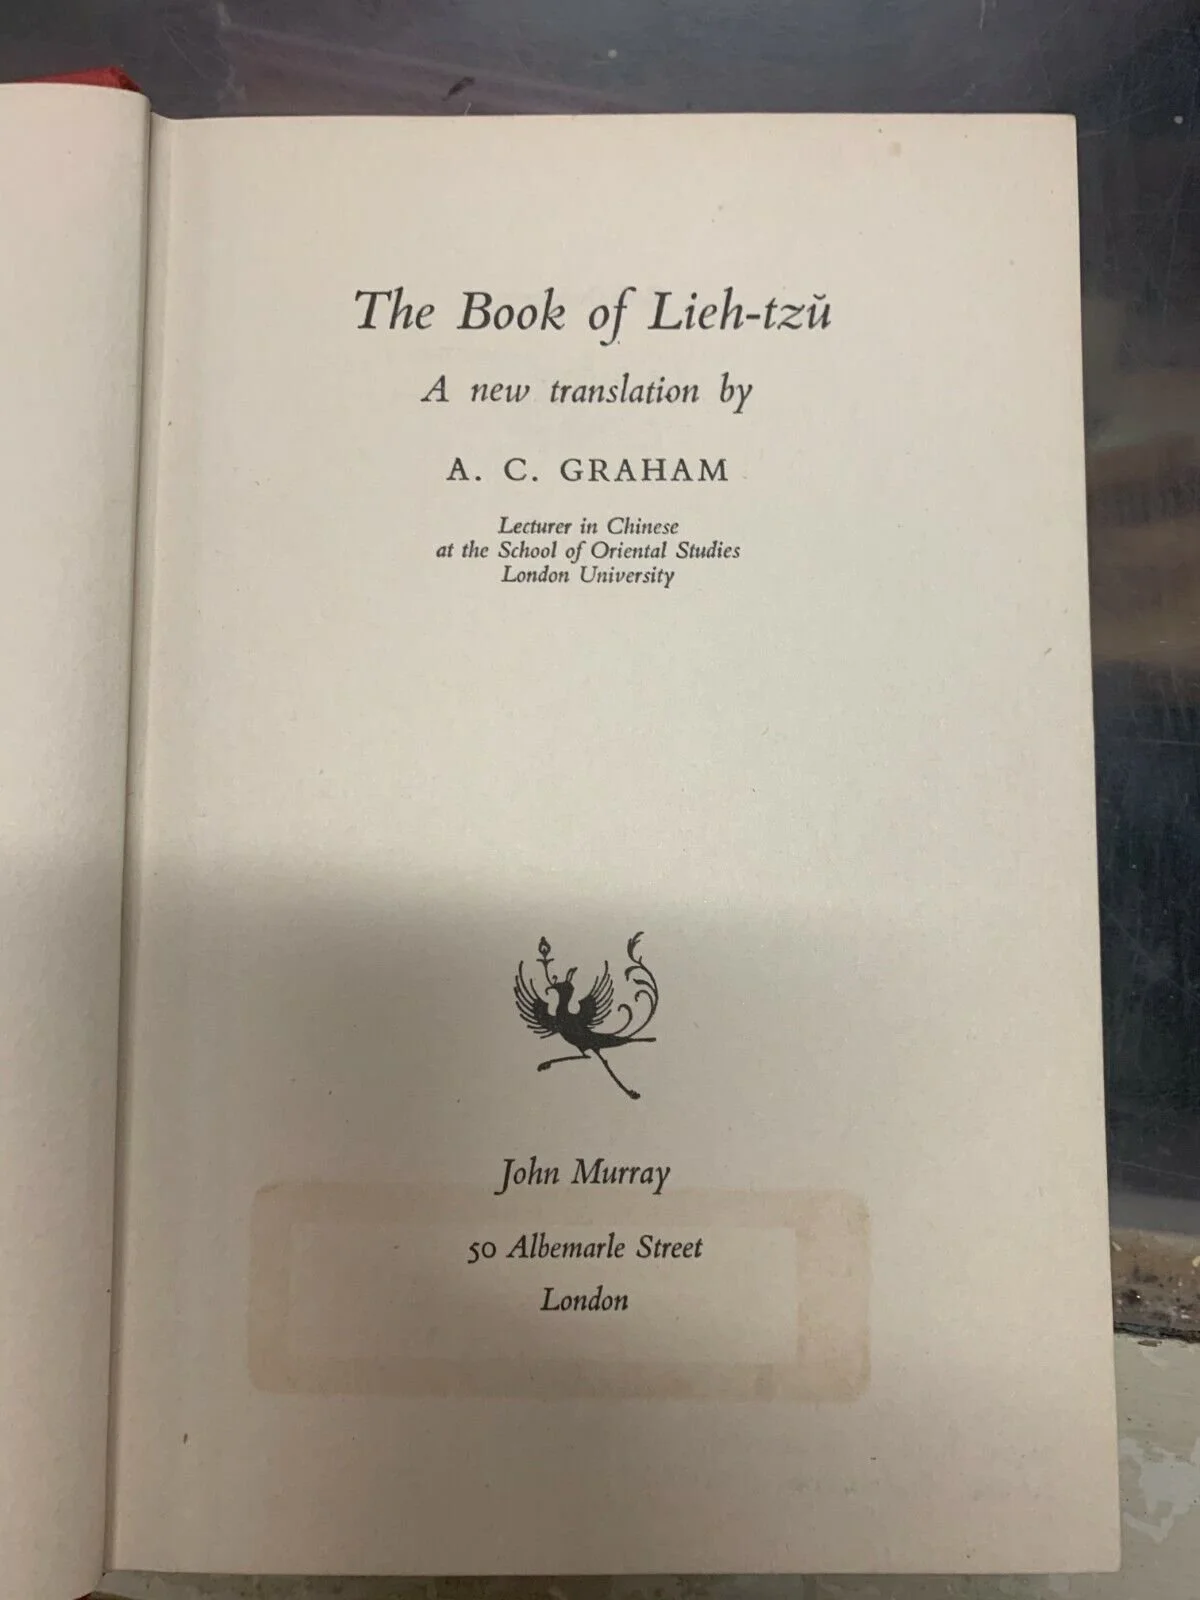 The Book of Lieh-tzŭ
A new translation by
A. C. GRAHAM
Lecturer in Chinese
at the School of Oriental Studies
London University
John Murray
50 Albemarle Street
London